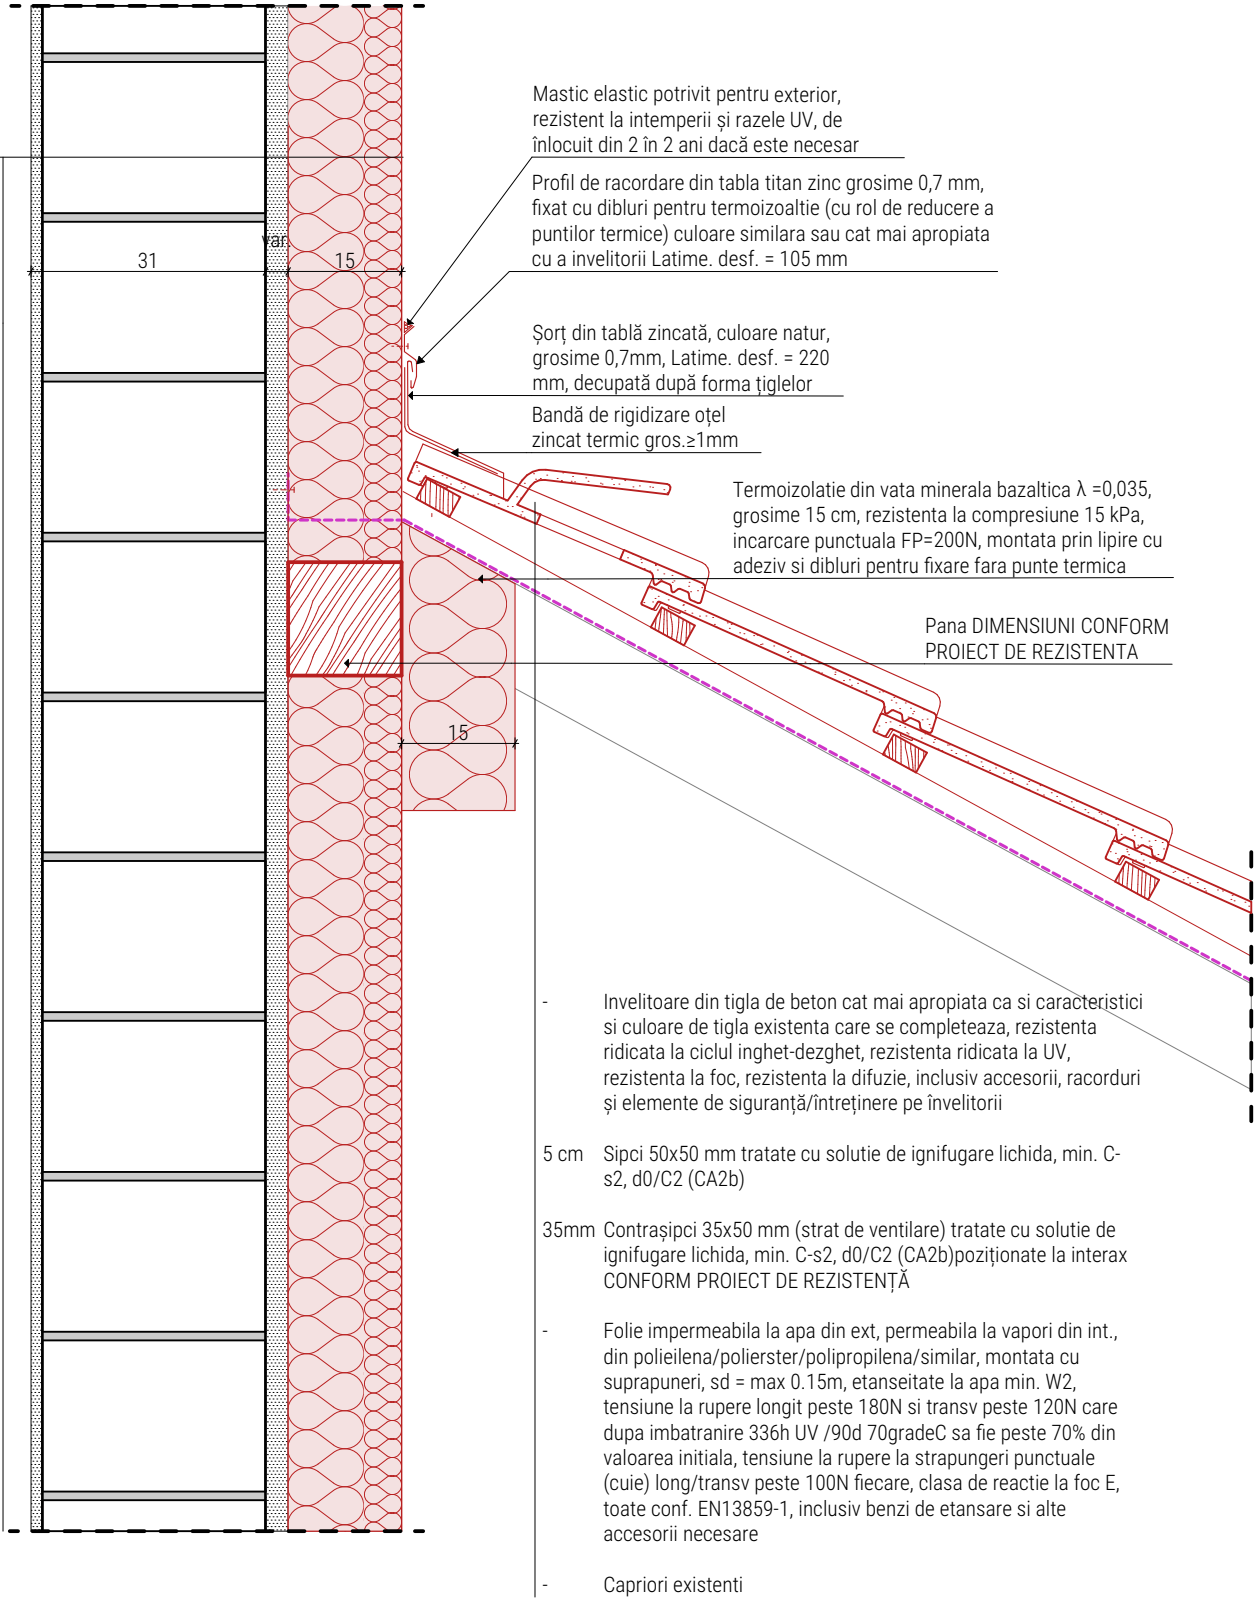 Mastic elastic potrivit pentru exterior,
rezistent la intemperii și razele UV, de
înlocuit din 2 în 2 ani dacă este necesar
Profil de racordare din tabla titan zinc grosime 0,7 mm,
fixat cu dibluri pentru termoizoaltie (cu rol de reducere a
puntilor termice) culoare similara sau cat mai apropiata
cu a invelitorii Latime. desf. = 105 mm
31
var
15
Șorț din tablă zincată, culoare natur,
grosime 0,7mm, Latime. desf. = 220
mm, decupată după forma țiglelor
Bandă de rigidizare oțel
zincat termic gros.≥1mm
Termoizolatie din vata minerala bazaltica λ =0,035,
grosime 15 cm, rezistenta la compresiune 15 kPa,
incarcare punctuala FP=200N, montata prin lipire cu
adeziv si dibluri pentru fixare fara punte termica
Pana DIMENSIUNI CONFORM
PROIECT DE REZISTENTA
15
- Invelitoare din tigla de beton cat mai apropiata ca si caracteristici
si culoare de tigla existenta care se completeaza, rezistenta
ridicata la ciclul inghet-dezghet, rezistenta ridicata la UV,
rezistenta la foc, rezistenta la difuzie, inclusiv accesorii, racorduri
și elemente de siguranță/întreținere pe învelitorii
5 cm Sipci 50x50 mm tratate cu solutie de ignifugare lichida, min. C-
s2, d0/C2 (CA2b)
35mm Contrașipci 35x50 mm (strat de ventilare) tratate cu solutie de
ignifugare lichida, min. C-s2, d0/C2 (CA2b)poziționate la interax
CONFORM PROIECT DE REZISTENȚĂ
- Folie impermeabila la apa din ext, permeabila la vapori din int.,
din polieilena/polierster/polipropilena/similar, montata cu
suprapuneri, sd = max 0.15m, etanseitate la apa min. W2,
tensiune la rupere longit peste 180N si transv peste 120N care
dupa imbatranire 336h UV /90d 70gradeC sa fie peste 70% din
valoarea initiala, tensiune la rupere la strapungeri punctuale
(cuie) long/transv peste 100N fiecare, clasa de reactie la foc E,
toate conf. EN13859-1, inclusiv benzi de etansare si alte
accesorii necesare
- Capriori existenti